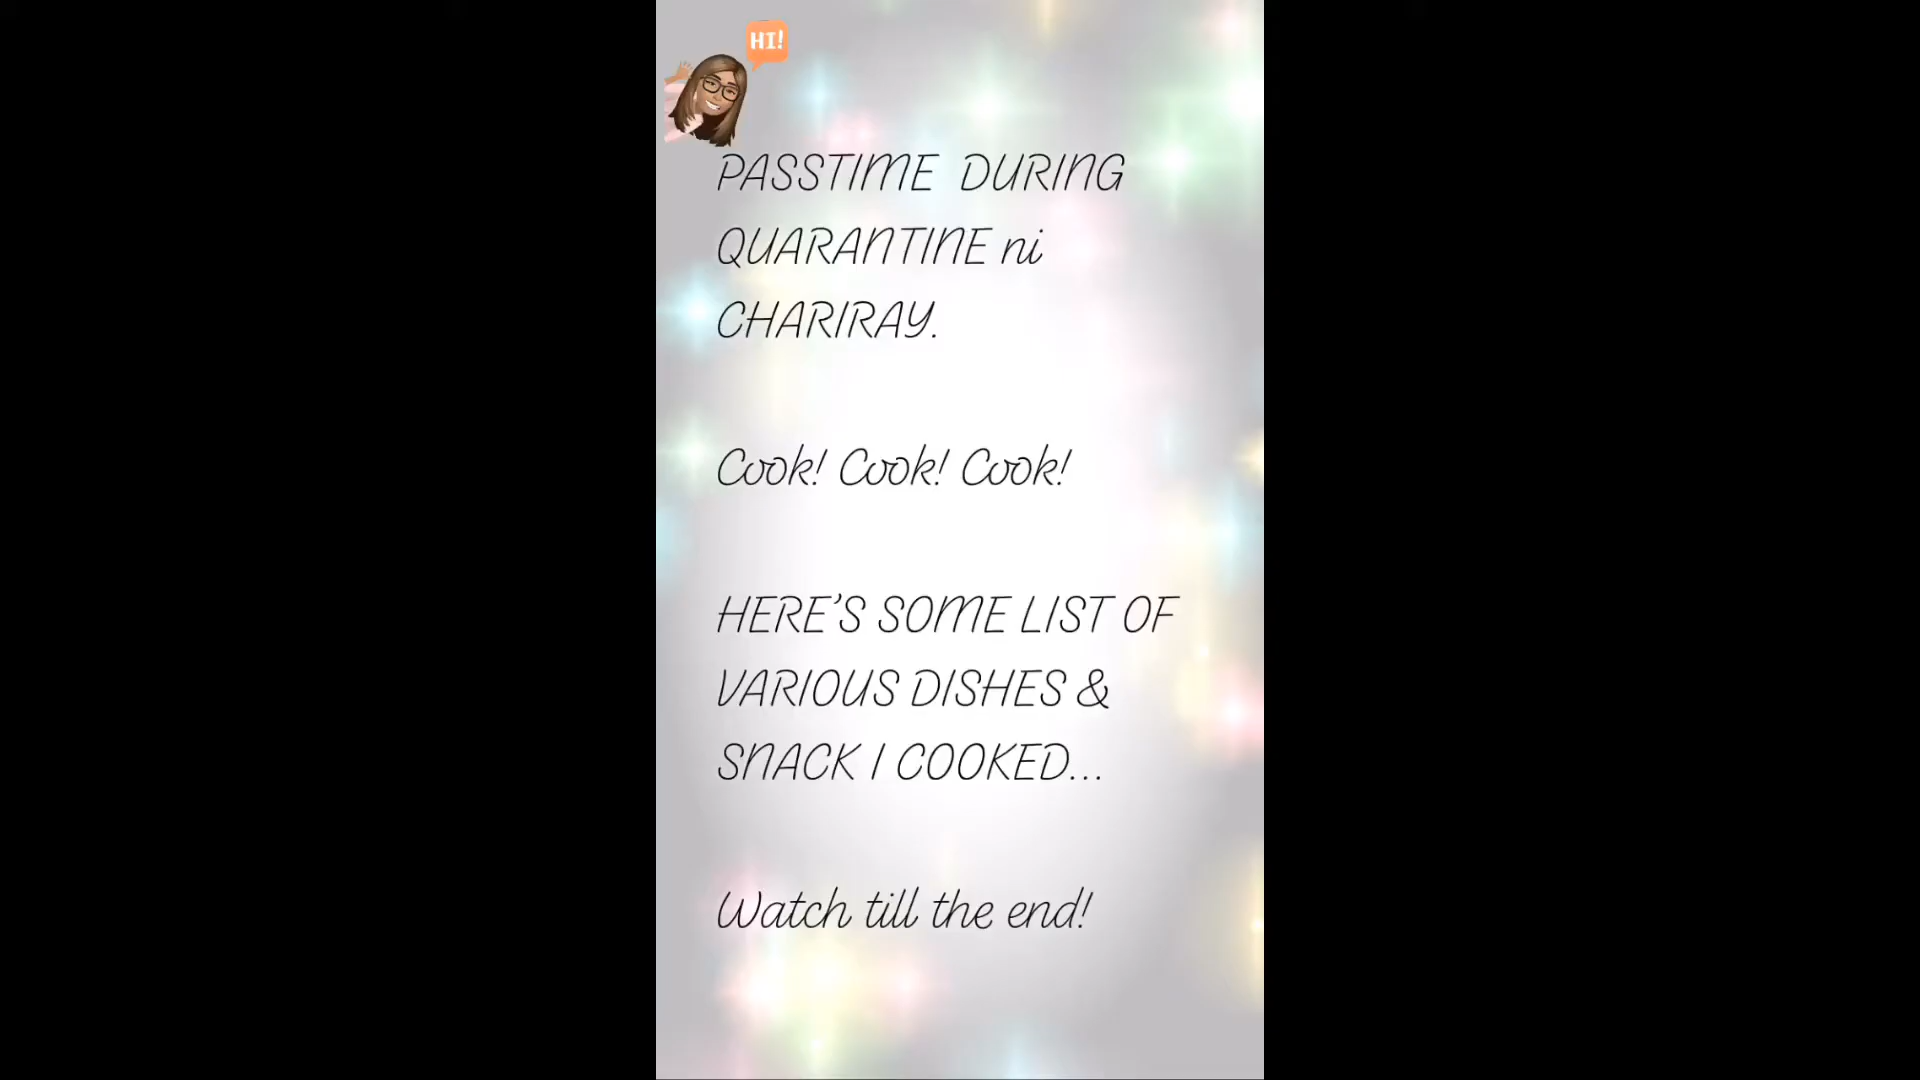 HI!
PASSTIME DURING
QUARANTINE ni
CHARIRAY.
Cook! Cook! Cook!
HERE'S SOME LIST OF
VARIOUS DISHES &
SNACK I COOKED...
Watch till the end!